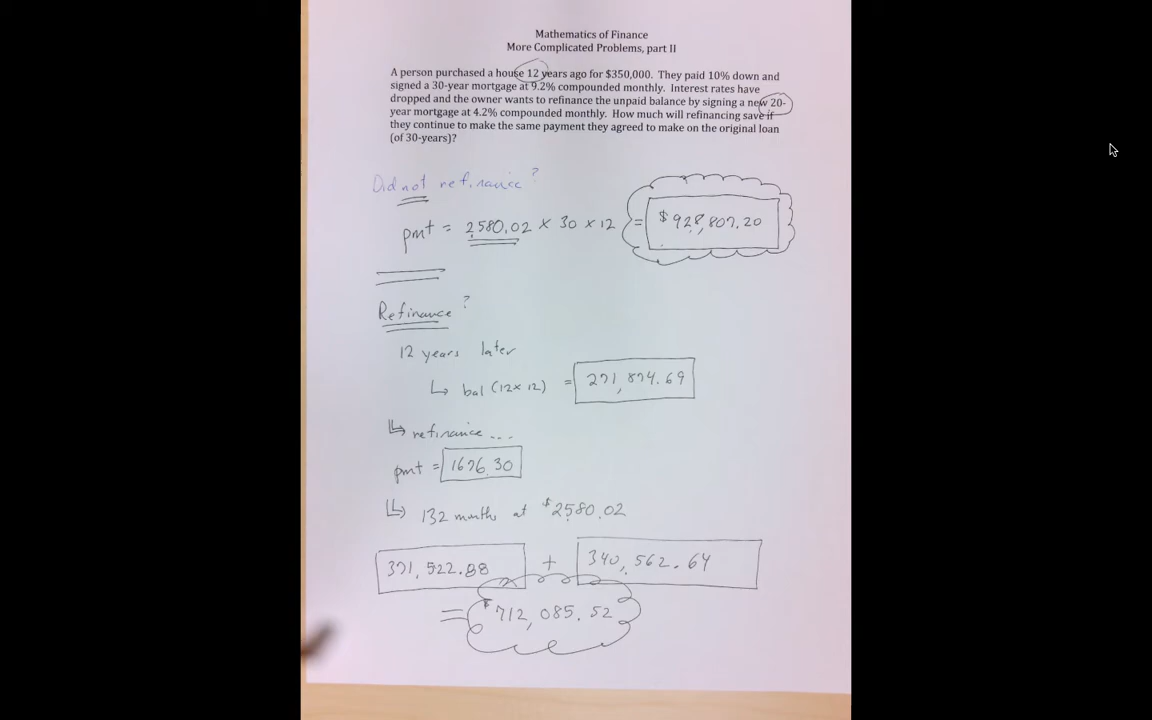 Mathematics of Finance
More Complicated Problems, part II
A person purchased a house 12 years ago for $350,000. They paid 10% down and
signed a 30-year mortgage at 9.2% compounded monthly. Interest rates have
dropped and the owner wants to refinance the unpaid balance by signing a new 20-
year mortgage at 4.2% compounded monthly. How much will refinancing save if
they continue to make the same payment they agreed to make on the original loan
(of 30-years)?
Did not refinance?
pmt = 2580.02 × 30 × 12 = $928,807.20
Refinance?
12 years later
↳ bal (12×12) = 271,874.69
↳ refinance...
pmt = 1676.30
↳ 132 months at $2580.02
371,522.88 + 340,562.64
= $712,085.52